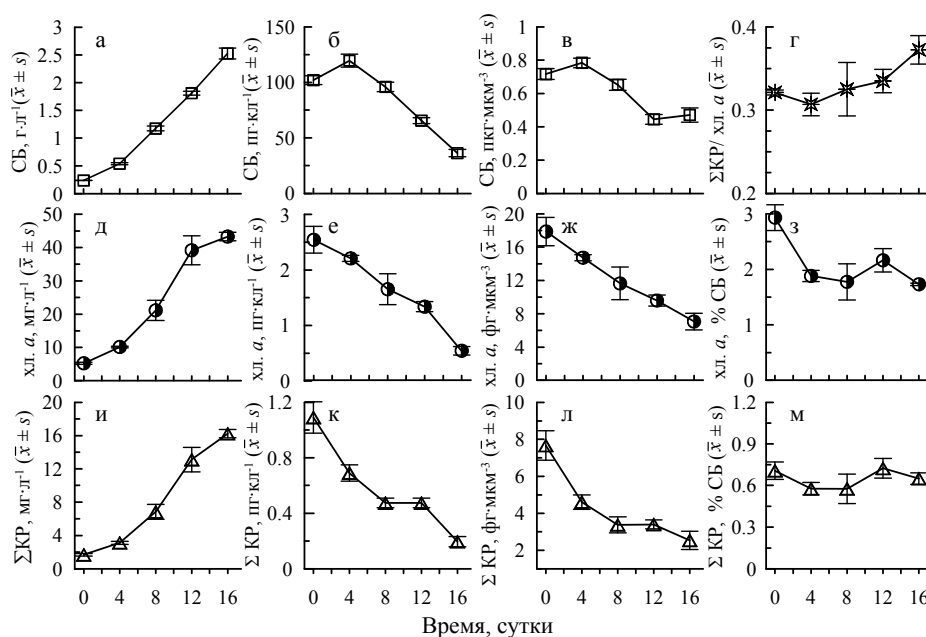 а
СБ, г·л⁻¹ (x̄ ± s)
3
2.5
2
1.5
1
0.5
0
б
СБ, пг·кл⁻¹ (x̄ ± s)
150
125
100
75
50
25
0
в
СБ, пкг·мкм⁻³ (x̄ ± s)
1
0.8
0.6
0.4
0.2
0
г
ΣКР/ хл. a (x̄ ± s)
0.4
0.3
0.2
д
хл. a, мг·л⁻¹ (x̄ ± s)
50
40
30
20
10
0
е
хл. a, пг·кл⁻¹ (x̄ ± s)
3
2
1
0
ж
хл. a, фг·мкм⁻³ (x̄ ± s)
20
16
12
8
4
0
з
хл. a, % СБ (x̄ ± s)
3
2
1
0
и
ΣКР, мг·л⁻¹ (x̄ ± s)
20
16
12
8
4
0
к
Σ КР, пг·кл⁻¹ (x̄ ± s)
1.2
0.8
0.4
0
л
Σ КР, фг·мкм⁻³ (x̄ ± s)
10
8
6
4
2
м
Σ КР, % СБ (x̄ ± s)
1.2
0.9
0.6
0.3
0
0 4 8 12 16
0 4 8 12 16
0 4 8 12 16
0 4 8 12 16
Время, сутки